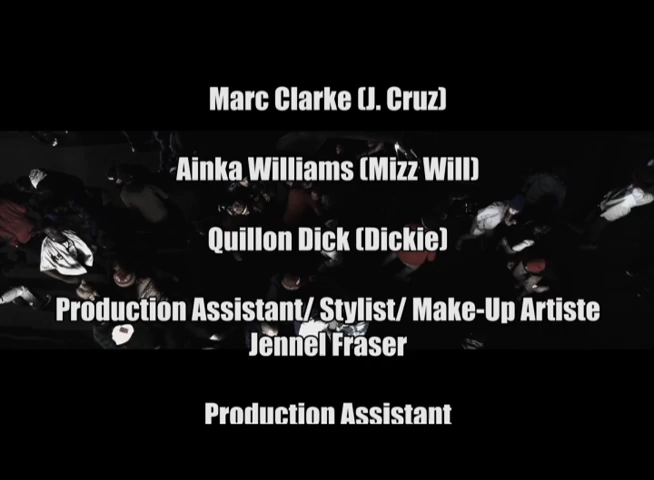 Marc Clarke (J. Cruz)
Ainka Williams (Mizz Will)
Quillon Dick (Dickie)
Production Assistant/ Stylist/ Make-Up Artiste
Jennel Fraser
Production Assistant